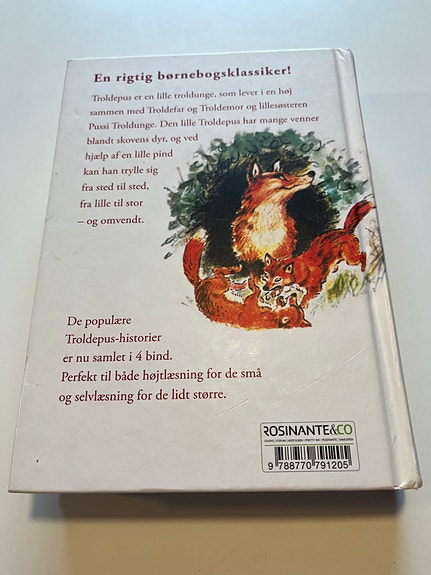 En rigtig børnebogsklassiker!
Troldepus er en lille troldunge, som lever i en høj
sammen med Troldefar og Troldemor og lillesøsteren
Pussi Troldunge. Den lille Troldepus har mange venner
blandt skovens dyr, og ved
hjælp af en lille pind
kan han trylle sig
fra sted til sted,
fra lille til stor
– og omvendt.
De populære
Troldepus-historier
er nu samlet i 4 bind.
Perfekt til både højtlæsning for de små
og selvlæsning for de lidt større.
ROSINANTE&CO
9 788770 791205